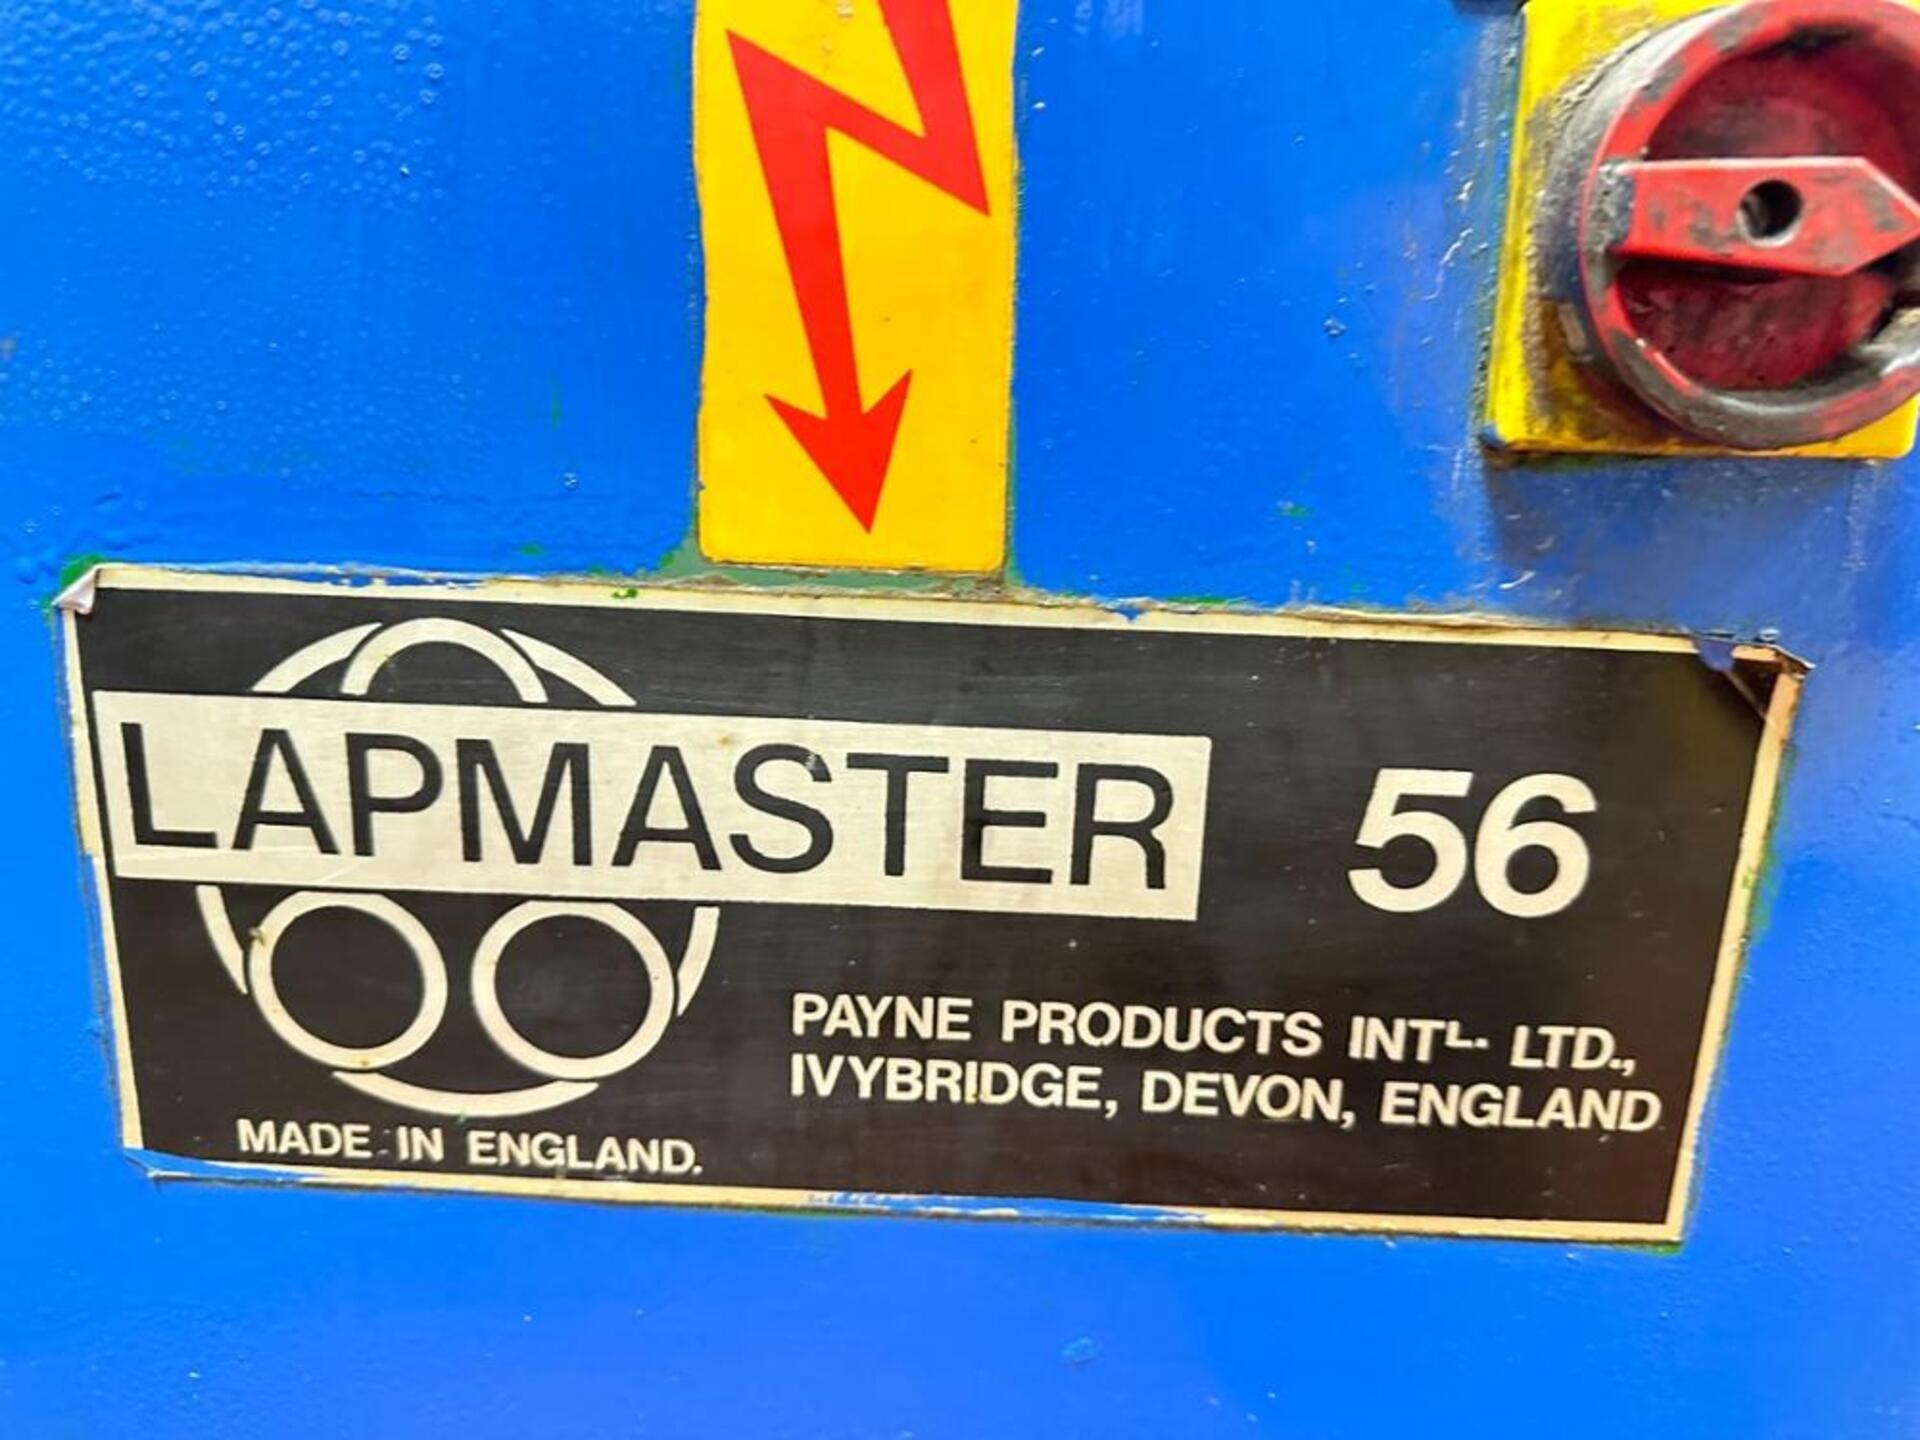 LAPMASTER 56
PAYNE PRODUCTS INTL. LTD.,
IVYBRIDGE, DEVON, ENGLAND
MADE IN ENGLAND.